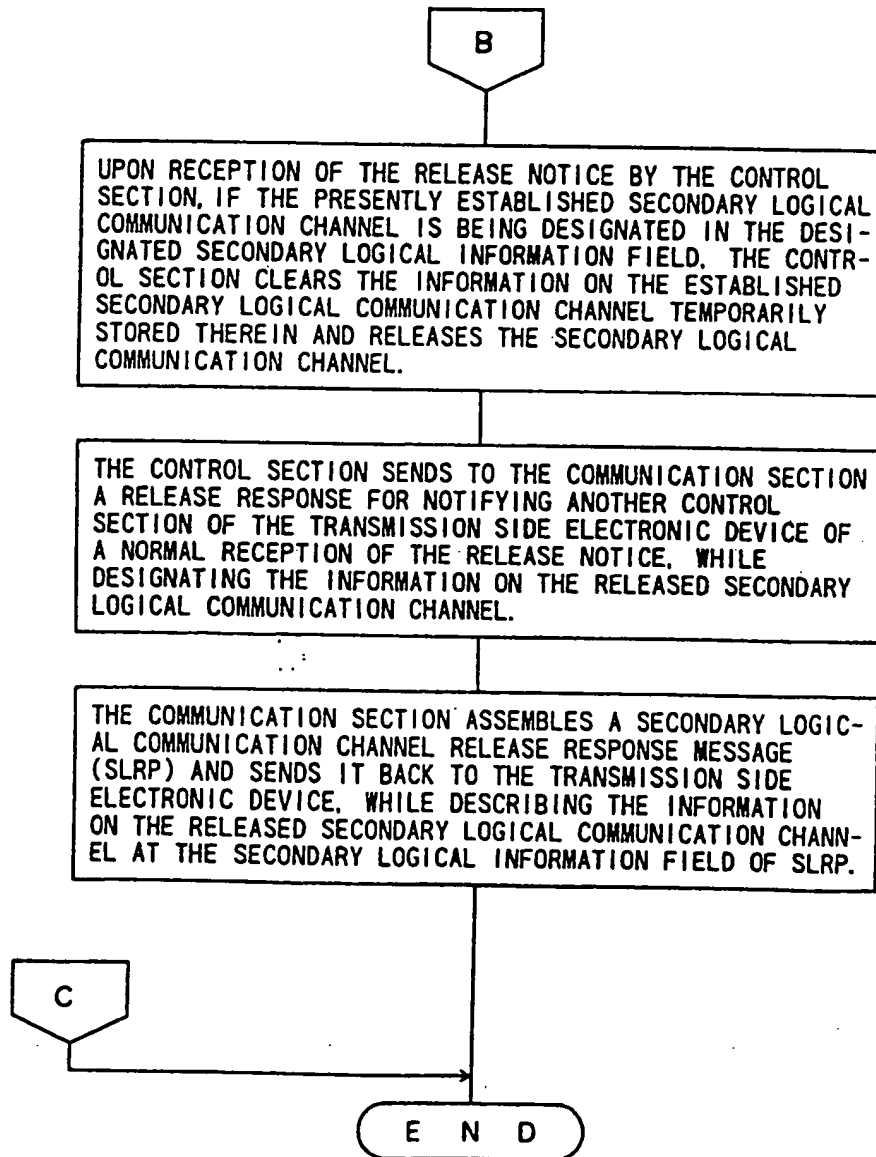 B
UPON RECEPTION OF THE RELEASE NOTICE BY THE CONTROL
SECTION, IF THE PRESENTLY ESTABLISHED SECONDARY LOGICAL
COMMUNICATION CHANNEL IS BEING DESIGNATED IN THE DESI-
GNATED SECONDARY LOGICAL INFORMATION FIELD, THE CONTR-
OL SECTION CLEARS THE INFORMATION ON THE ESTABLISHED
SECONDARY LOGICAL COMMUNICATION CHANNEL TEMPORARILY
STORED THEREIN AND RELEASES THE SECONDARY LOGICAL
COMMUNICATION CHANNEL.
THE CONTROL SECTION SENDS TO THE COMMUNICATION SECTION
A RELEASE RESPONSE FOR NOTIFYING ANOTHER CONTROL
SECTION OF THE TRANSMISSION SIDE ELECTRONIC DEVICE OF
A NORMAL RECEPTION OF THE RELEASE NOTICE, WHILE
DESIGNATING THE INFORMATION ON THE RELEASED SECONDARY
LOGICAL COMMUNICATION CHANNEL.
THE COMMUNICATION SECTION ASSEMBLES A SECONDARY LOGIC-
AL COMMUNICATION CHANNEL RELEASE RESPONSE MESSAGE
(SLRP) AND SENDS IT BACK TO THE TRANSMISSION SIDE
ELECTRONIC DEVICE, WHILE DESCRIBING THE INFORMATION
ON THE RELEASED SECONDARY LOGICAL COMMUNICATION CHANN-
EL AT THE SECONDARY LOGICAL INFORMATION FIELD OF SLRP.
C
E N D